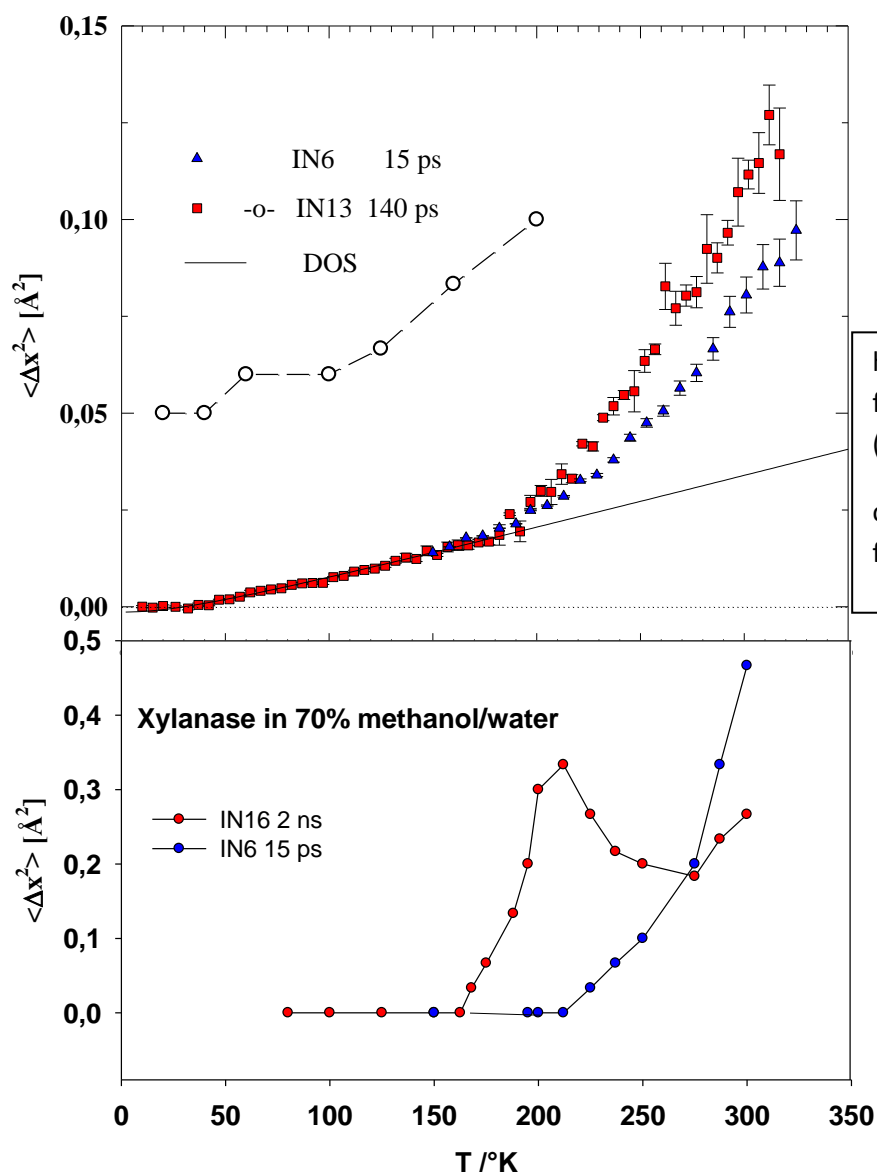 0,15
0,10
0,05
0,00
<Δx²> [Å²]
IN6 15 ps
-o- IN13 140 ps
DOS
f
(
f
0,5
0,4
0,3
0,2
0,1
0,0
<Δx²> [Å²]
Xylanase in 70% methanol/water
IN16 2 ns
IN6 15 ps
0 50 100 150 200 250 300 350
T /°K